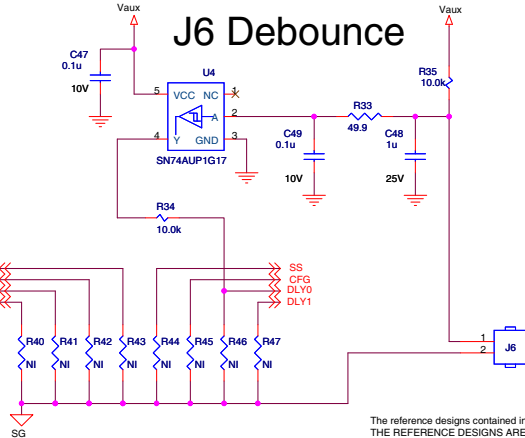 Vaux
Vaux
J6 Debounce
C47
0.1u
10V
U4
5
VCC
NC
1
A
2
4
Y
GND
3
SN74AUP1G17
R35
10.0k
R33
49.9
C49
0.1u
10V
C48
1u
25V
R34
10.0k
SS
CFG
DLY0
DLY1
R40
NI
R41
NI
R42
NI
R43
NI
R44
NI
R45
NI
R46
NI
R47
NI
1
2
J6
SG
The reference designs contained in
THE REFERENCE DESIGNS ARE